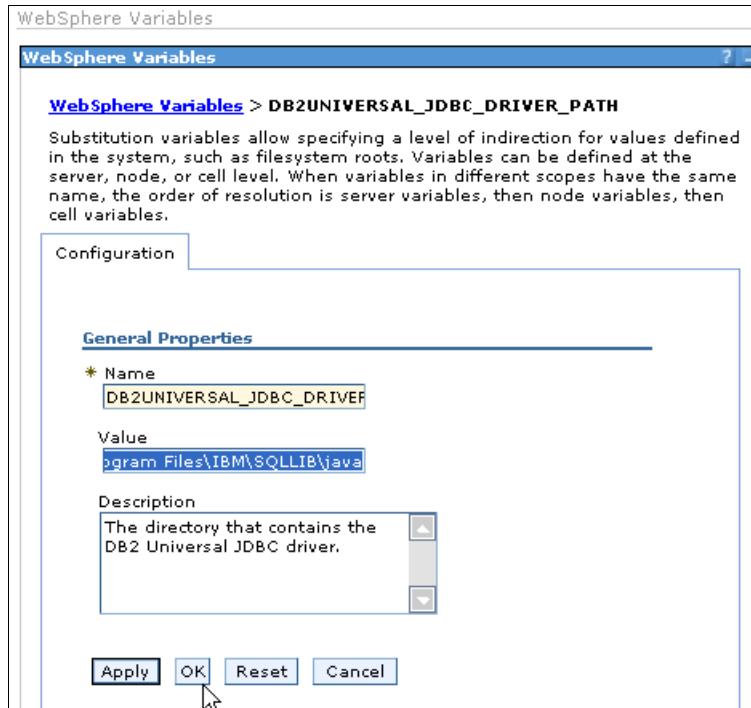 WebSphere Variables
WebSphere Variables ? -
WebSphere Variables > DB2UNIVERSAL_JDBC_DRIVER_PATH
Substitution variables allow specifying a level of indirection for values defined
in the system, such as filesystem roots. Variables can be defined at the
server, node, or cell level. When variables in different scopes have the same
name, the order of resolution is server variables, then node variables, then
cell variables.
Configuration
General Properties
* Name
DB2UNIVERSAL_JDBC_DRIVER
Value
ogram Files\IBM\SQLLIB\java
Description
The directory that contains the
DB2 Universal JDBC driver.
Apply OK Reset Cancel